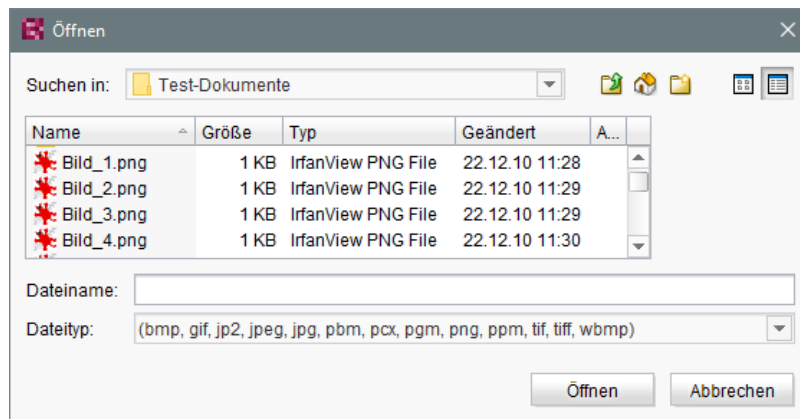 Öffnen
Suchen in: Test-Dokumente
Name Größe Typ Geändert A...
Bild_1.png 1 KB IrfanView PNG File 22.12.10 11:28
Bild_2.png 1 KB IrfanView PNG File 22.12.10 11:29
Bild_3.png 1 KB IrfanView PNG File 22.12.10 11:29
Bild_4.png 1 KB IrfanView PNG File 22.12.10 11:30
Dateiname:
Dateityp: (bmp, gif, jp2, jpeg, jpg, pbm, pcx, pgm, png, ppm, tif, tiff, wbmp)
Öffnen Abbrechen